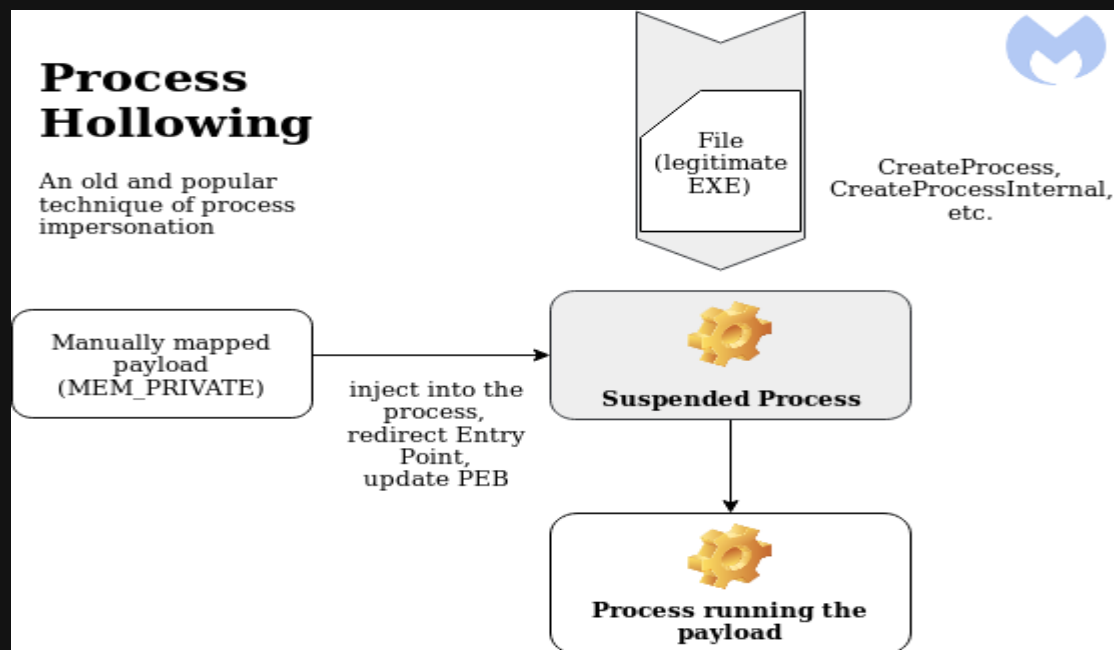 Process
Hollowing
An old and popular
technique of process
impersonation
File
(legitimate
EXE)
CreateProcess,
CreateProcessInternal,
etc.
Manually mapped
payload
(MEM_PRIVATE)
inject into the
process,
redirect Entry
Point,
update PEB
Suspended Process
Process running the
payload